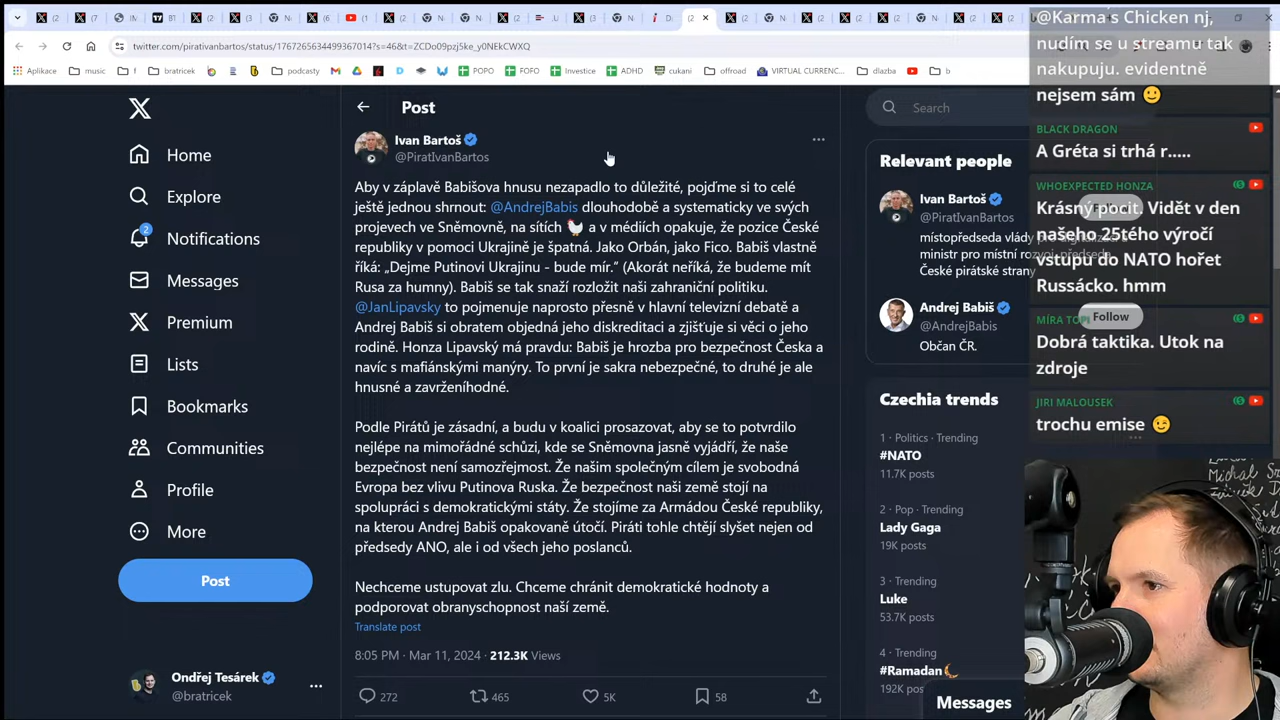 twitter.com/pirativanbartos/status/1767265634499367014?s=46&t=ZCDo09pzj5ke_y0NEkCWXQ
Aplikace
music
f
bratricek
podcasty
POPO
FOFO
Investice
ADHD
cukani
offroad
VIRTUAL CURRENC...
dlazba
b
Home
Explore
2
Notifications
Messages
Premium
Lists
Bookmarks
Communities
Profile
More
Post
Ondřej Tesárek
@bratricek
Post
Ivan Bartoš
@PiratIvanBartos
Aby v záplavě Babišova hnusu nezapadlo to důležité, pojďme si to celé
ještě jednou shrnout: @AndrejBabis dlouhodobě a systematicky ve svých
projevech ve Sněmovně, na sítích 🐔 a v médiích opakuje, že pozice České
republiky v pomoci Ukrajině je špatná. Jako Orbán, jako Fico. Babiš vlastně
říká: „Dejme Putinovi Ukrajinu - bude mír.“ (Akorát neříká, že budeme mít
Rusa za humny). Babiš se tak snaží rozložit naši zahraniční politiku.
@JanLipavsky to pojmenuje naprosto přesně v hlavní televizní debatě a
Andrej Babiš si obratem objedná jeho diskreditaci a zjišťuje si věci o jeho
rodině. Honza Lipavský má pravdu: Babiš je hrozba pro bezpečnost Česka a
navíc s mafiánskými manýry. To první je sakra nebezpečné, to druhé je ale
hnusné a zavrženíhodné.
Podle Pirátů je zásadní, a budu v koalici prosazovat, aby se to potvrdilo
nejlépe na mimořádné schůzi, kde se Sněmovna jasně vyjádří, že naše
bezpečnost není samozřejmost. Že našim společným cílem je svobodná
Evropa bez vlivu Putinova Ruska. Že bezpečnost naši země stojí na
spolupráci s demokratickými státy. Že stojíme za Armádou České republiky,
na kterou Andrej Babiš opakovaně útočí. Piráti tohle chtějí slyšet nejen od
předsedy ANO, ale i od všech jeho poslanců.
Nechceme ustupovat zlu. Chceme chránit demokratické hodnoty a
podporovat obranyschopnost naší země.
Translate post
8:05 PM · Mar 11, 2024 · 212.3K Views
272
465
5K
58
Search
Relevant people
Ivan Bartoš
@PiratIvanBartos
Follow
místopředseda vlády pro
ministr pro místní
České pirátské strany
Andrej Babiš
@AndrejBabis
Follow
Občan ČR.
Czechia trends
1 · Politics · Trending
#NATO
11.7K posts
2 · Pop · Trending
Lady Gaga
19K posts
3 · Trending
Luke
53.7K posts
4 · Trending
#Ramadan🌙
192K
Messages
@Karma s Chicken nj,
nudím se u streamu tak
nakupuju. evidentně
nejsem sám 🙂
BLACK DRAGON
A Gréta si trhá r.....
WHOEXPECTED HONZA
Krásný pocit. Vidět v den
našeho 25tého výročí
vstupu do NATO hořet
Russácko. hmm
MÍRA
Dobrá taktika. Utok na
zdroje
JIRI MALOUSEK
trochu emise 😉